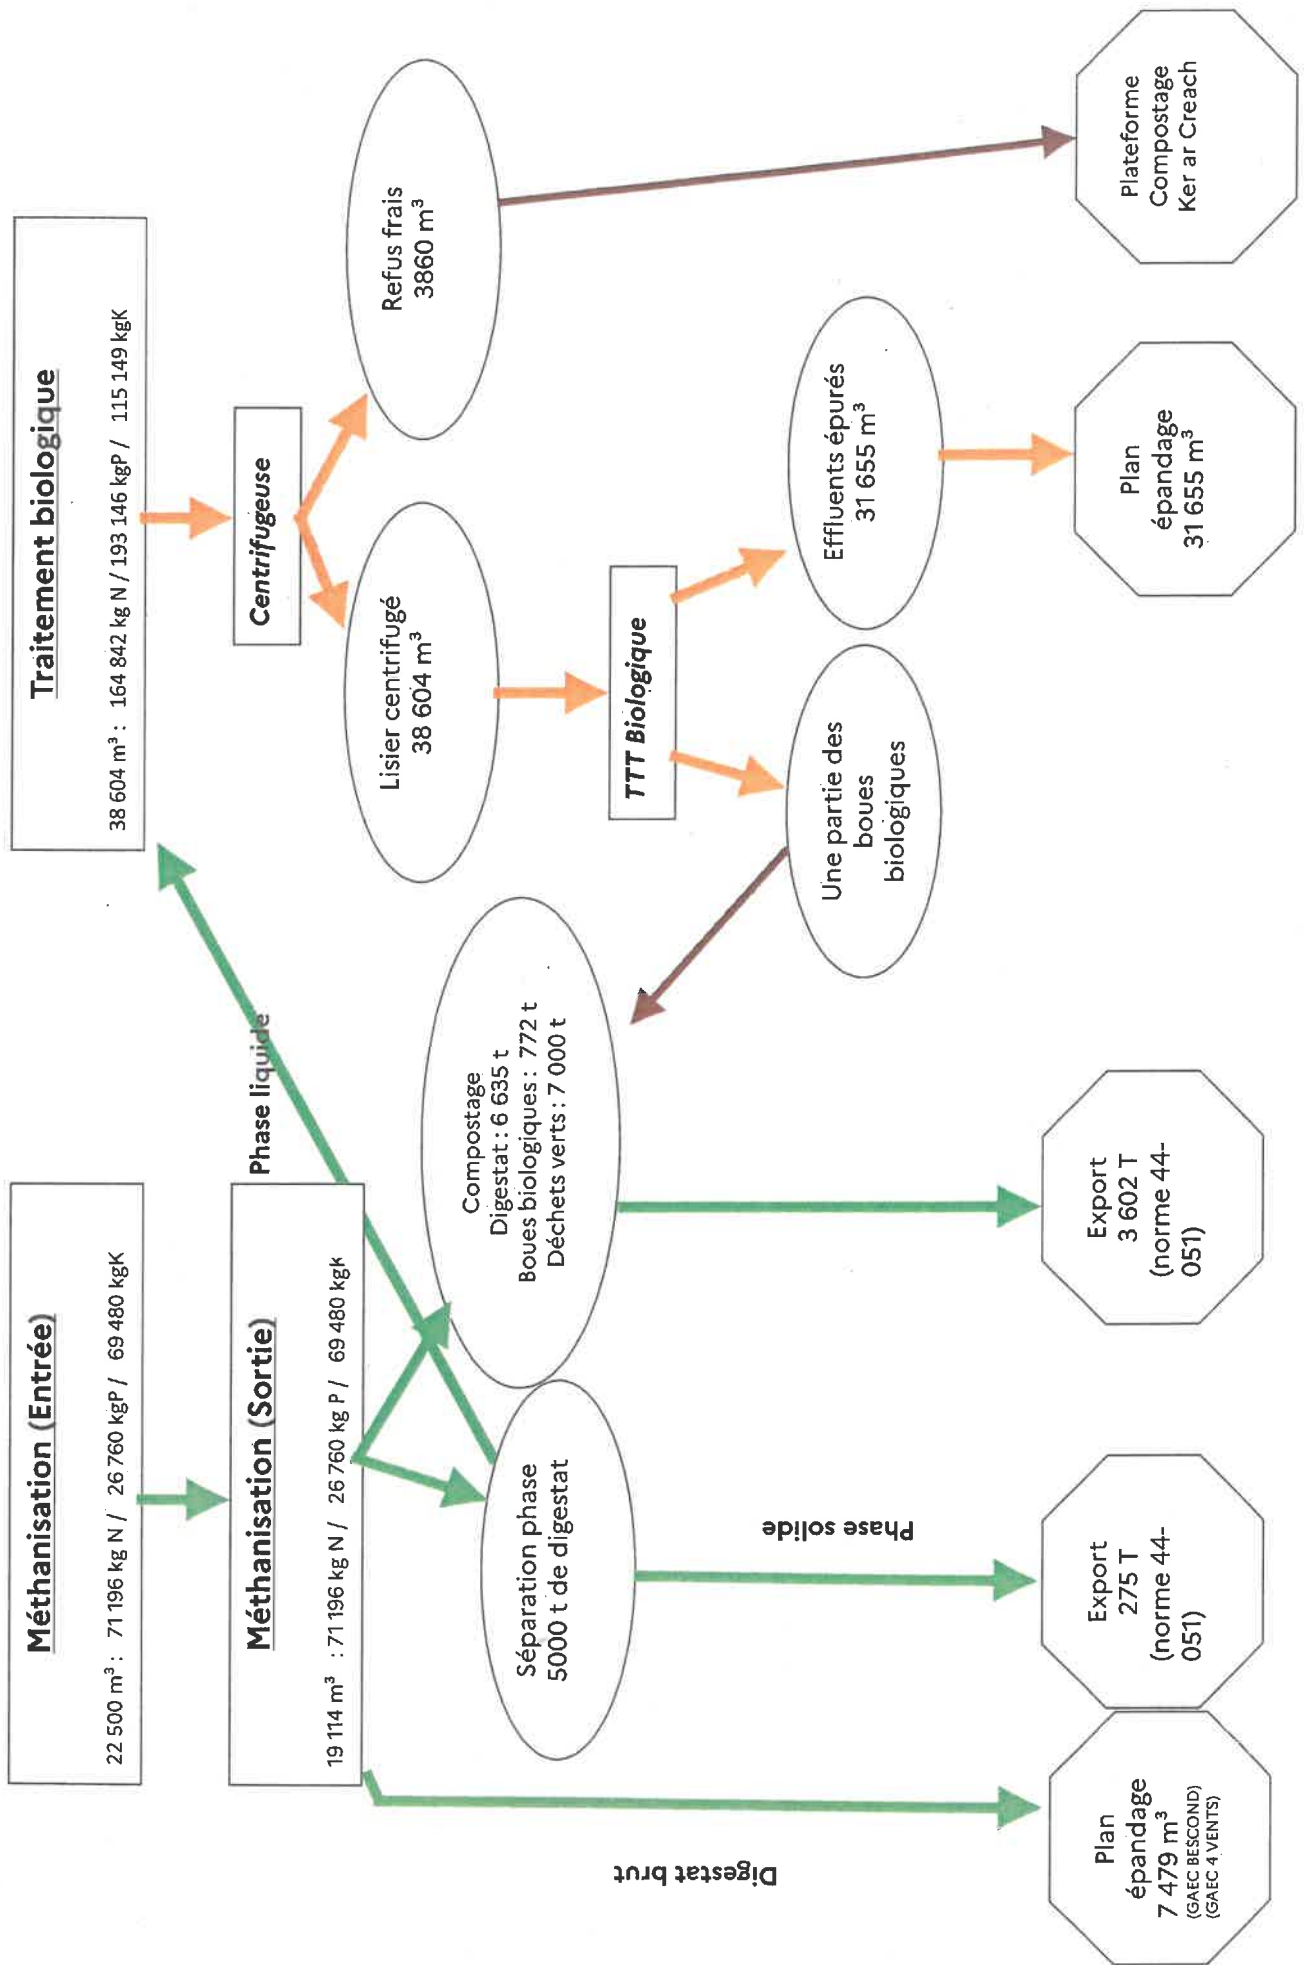 Méthanisation (Entrée)
22 500 m³ : 71 196 kg N / 26 760 kgP / 69 480 kgK
Méthanisation (Sortie)
19 114 m³ : 71 196 kg N / 26 760 kg P / 69 480 kgK
Phase liquide
Traitement biologique
38 604 m³ : 164 842 kg N / 193 146 kgP / 115 149 kgK
Centrifugeuse
Lisier centrifugé
38 604 m³
Refus frais
3860 m³
Séparation phase
5000 t de digestat
Compostage
Digestat : 6 635 t
Boues biologiques : 772 t
Déchets verts : 7 000 t
TTT Biologique
Une partie des
boues
biologiques
Effluents épurés
31 655 m³
Digestat brut
Phase solide
Plan
épandage
7 479 m³
(GAEC BESCOND)
(GAEC 4 VENTS)
Export
275 T
(norme 44-
051)
Export
3 602 T
(norme 44-
051)
Plan
épandage
31 655 m³
Plateforme
Compostage
Ker ar Creach